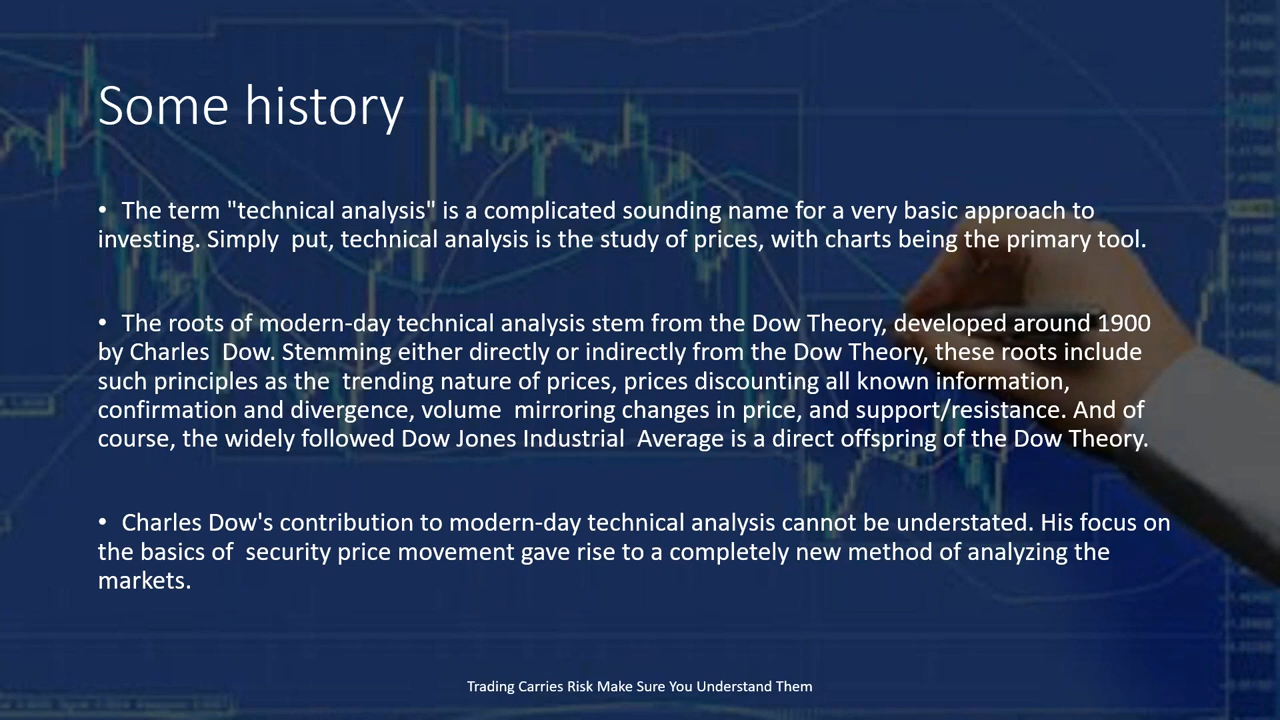 Some history
• The term "technical analysis" is a complicated sounding name for a very basic approach to
investing. Simply  put, technical analysis is the study of prices, with charts being the primary tool.
• The roots of modern-day technical analysis stem from the Dow Theory, developed around 1900
by Charles  Dow. Stemming either directly or indirectly from the Dow Theory, these roots include
such principles as the  trending nature of prices, prices discounting all known information,
confirmation and divergence, volume  mirroring changes in price, and support/resistance. And of
course, the widely followed Dow Jones Industrial  Average is a direct offspring of the Dow Theory.
• Charles Dow's contribution to modern-day technical analysis cannot be understated. His focus on
the basics of  security price movement gave rise to a completely new method of analyzing the
markets.
Trading Carries Risk Make Sure You Understand Them